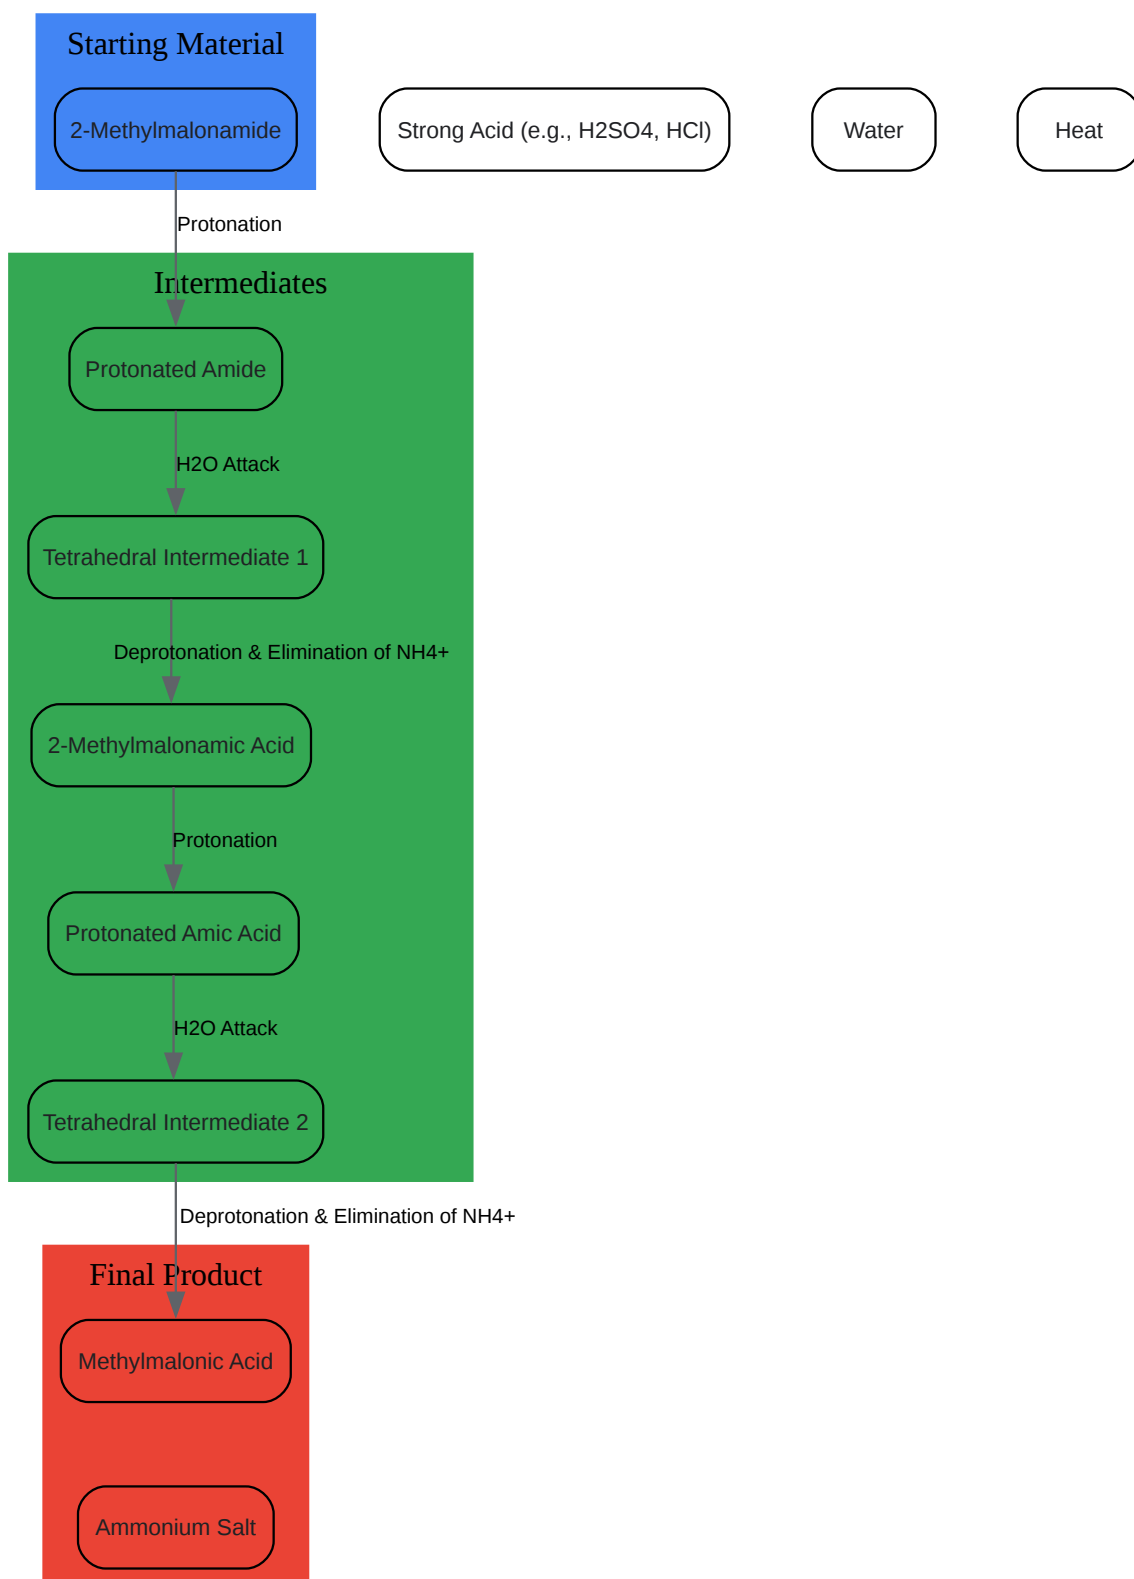 Starting Material
2-Methylmalonamide
Strong Acid (e.g., H2SO4, HCl)
Water
Heat
Protonation
Intermediates
Protonated Amide
H2O Attack
Tetrahedral Intermediate 1
Deprotonation & Elimination of NH4+
2-Methylmalonamic Acid
Protonation
Protonated Amic Acid
H2O Attack
Tetrahedral Intermediate 2
Deprotonation & Elimination of NH4+
Final Product
Methylmalonic Acid
Ammonium Salt